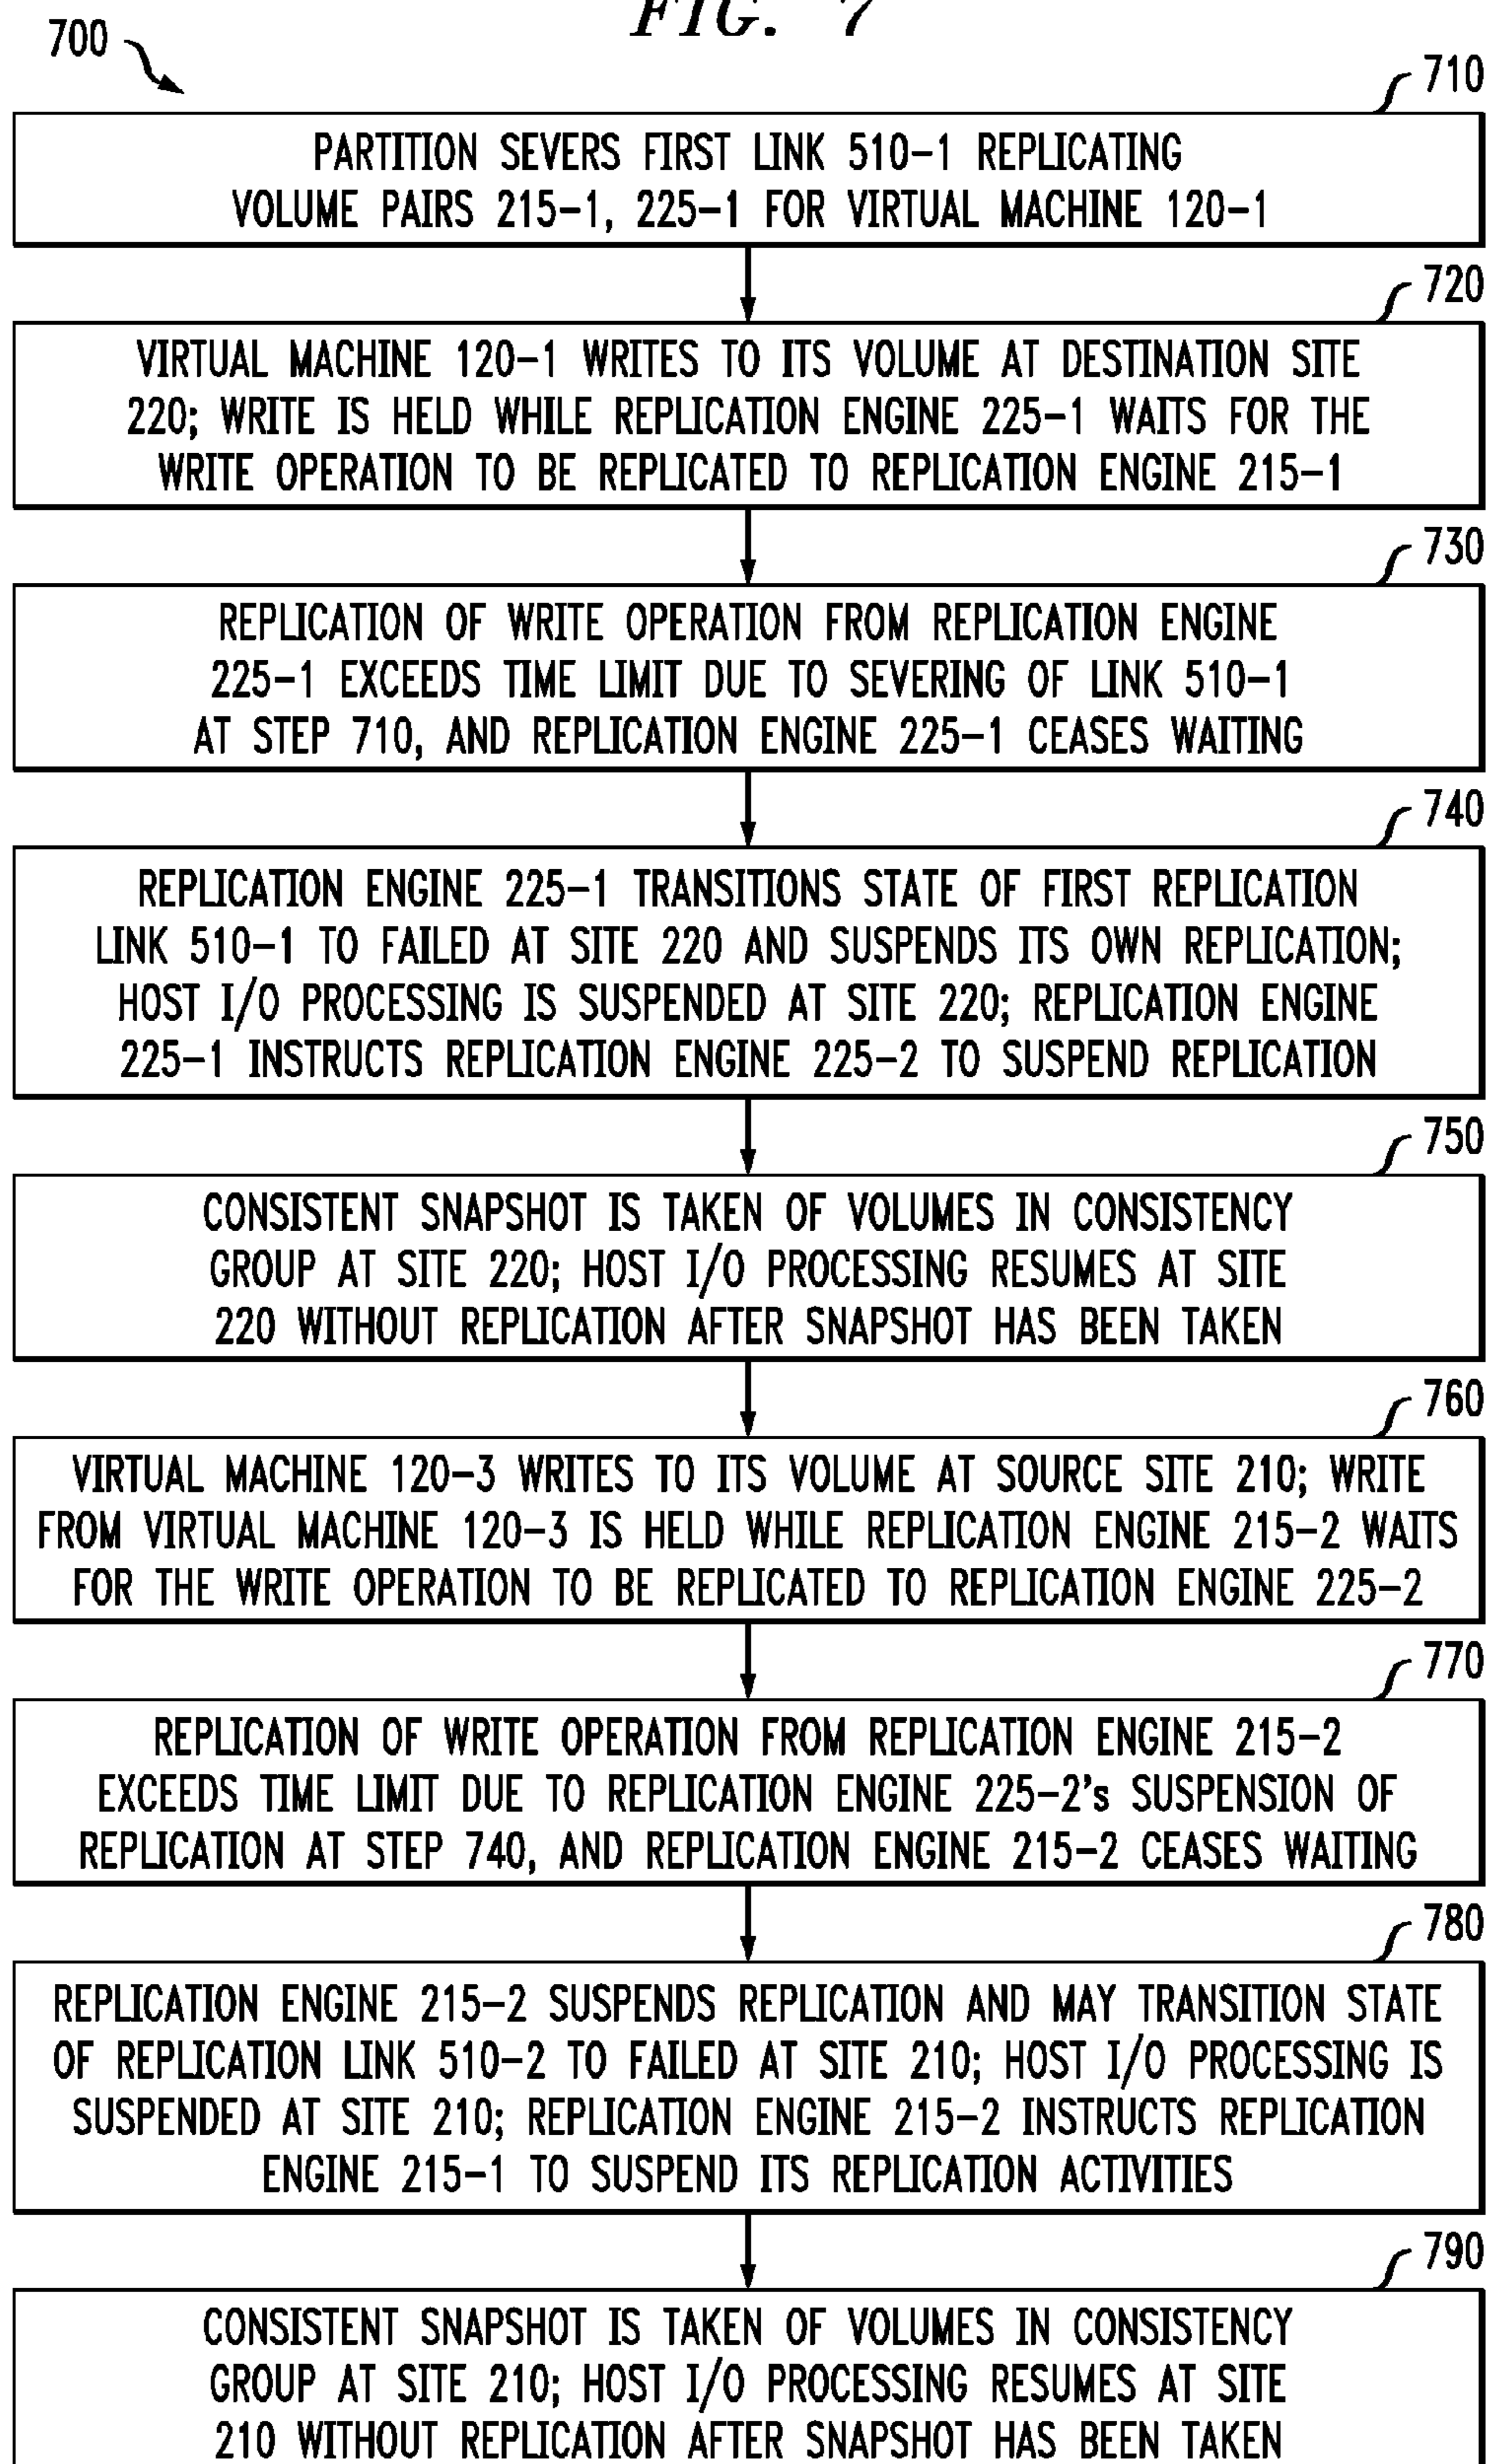 FIG. 7
700
710
PARTITION SEVERS FIRST LINK 510-1 REPLICATING
VOLUME PAIRS 215-1, 225-1 FOR VIRTUAL MACHINE 120-1
720
VIRTUAL MACHINE 120-1 WRITES TO ITS VOLUME AT DESTINATION SITE
220; WRITE IS HELD WHILE REPLICATION ENGINE 225-1 WAITS FOR THE
WRITE OPERATION TO BE REPLICATED TO REPLICATION ENGINE 215-1
730
REPLICATION OF WRITE OPERATION FROM REPLICATION ENGINE
225-1 EXCEEDS TIME LIMIT DUE TO SEVERING OF LINK 510-1
AT STEP 710, AND REPLICATION ENGINE 225-1 CEASES WAITING
740
REPLICATION ENGINE 225-1 TRANSITIONS STATE OF FIRST REPLICATION
LINK 510-1 TO FAILED AT SITE 220 AND SUSPENDS ITS OWN REPLICATION;
HOST I/O PROCESSING IS SUSPENDED AT SITE 220; REPLICATION ENGINE
225-1 INSTRUCTS REPLICATION ENGINE 225-2 TO SUSPEND REPLICATION
750
CONSISTENT SNAPSHOT IS TAKEN OF VOLUMES IN CONSISTENCY
GROUP AT SITE 220; HOST I/O PROCESSING RESUMES AT SITE
220 WITHOUT REPLICATION AFTER SNAPSHOT HAS BEEN TAKEN
760
VIRTUAL MACHINE 120-3 WRITES TO ITS VOLUME AT SOURCE SITE 210; WRITE
FROM VIRTUAL MACHINE 120-3 IS HELD WHILE REPLICATION ENGINE 215-2 WAITS
FOR THE WRITE OPERATION TO BE REPLICATED TO REPLICATION ENGINE 225-2
770
REPLICATION OF WRITE OPERATION FROM REPLICATION ENGINE 215-2
EXCEEDS TIME LIMIT DUE TO REPLICATION ENGINE 225-2's SUSPENSION OF
REPLICATION AT STEP 740, AND REPLICATION ENGINE 215-2 CEASES WAITING
780
REPLICATION ENGINE 215-2 SUSPENDS REPLICATION AND MAY TRANSITION STATE
OF REPLICATION LINK 510-2 TO FAILED AT SITE 210; HOST I/O PROCESSING IS
SUSPENDED AT SITE 210; REPLICATION ENGINE 215-2 INSTRUCTS REPLICATION
ENGINE 215-1 TO SUSPEND ITS REPLICATION ACTIVITIES
790
CONSISTENT SNAPSHOT IS TAKEN OF VOLUMES IN CONSISTENCY
GROUP AT SITE 210; HOST I/O PROCESSING RESUMES AT SITE
210 WITHOUT REPLICATION AFTER SNAPSHOT HAS BEEN TAKEN